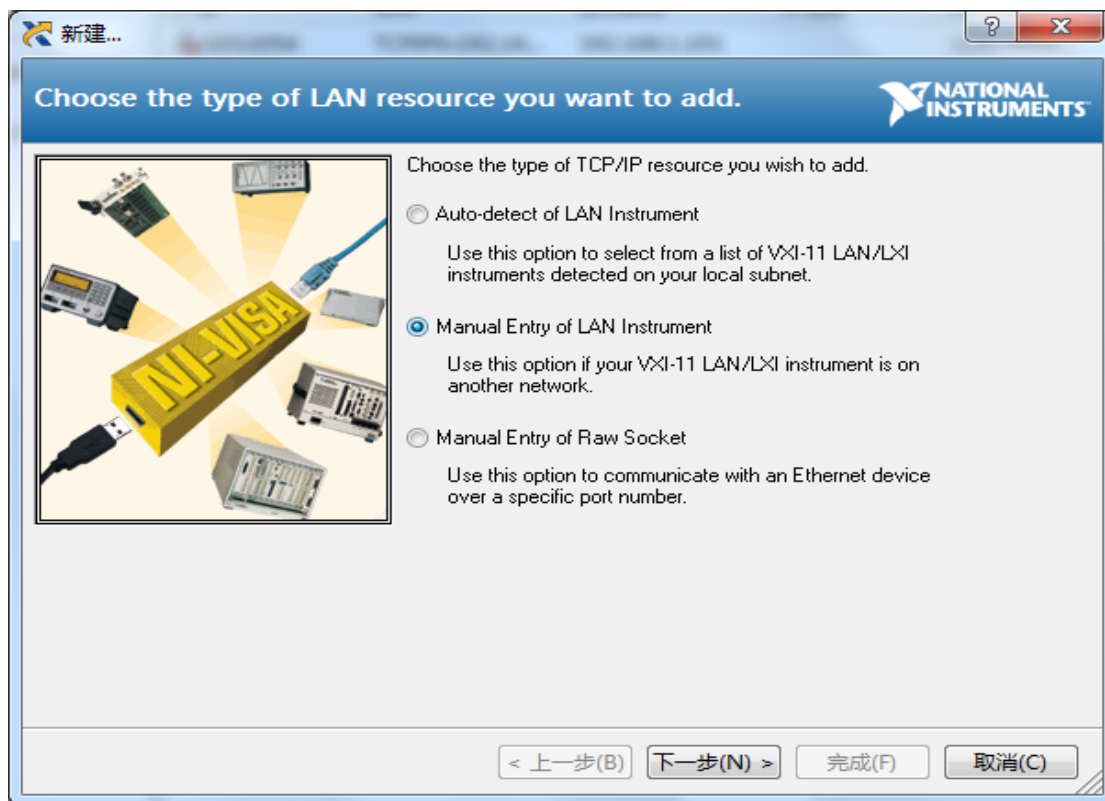 新建...
Choose the type of LAN resource you want to add.
NATIONAL
INSTRUMENTS
Choose the type of TCP/IP resource you wish to add.
Auto-detect of LAN Instrument
Use this option to select from a list of VXI-11 LAN/LXI
instruments detected on your local subnet.
Manual Entry of LAN Instrument
Use this option if your VXI-11 LAN/LXI instrument is on
another network.
Manual Entry of Raw Socket
Use this option to communicate with an Ethernet device
over a specific port number.
NI-VISA
< 上一步(B)
下一步(N) >
完成(F)
取消(C)